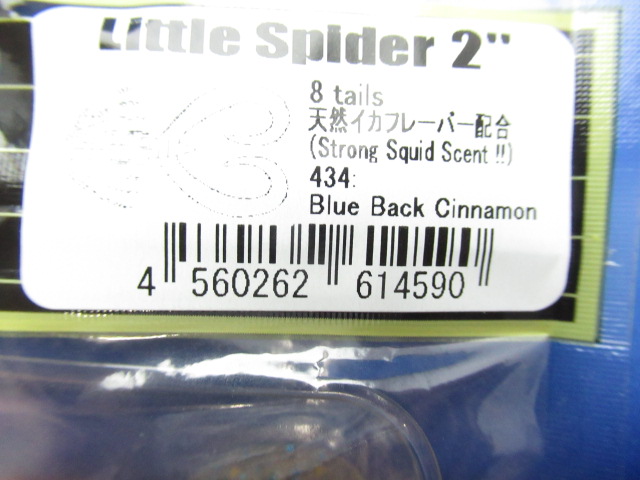 Little Spider 2"
8 tails
天然イカフレーバー配合
(Strong Squid Scent !!)
434:
Blue Back Cinnamon
4 560262 614590